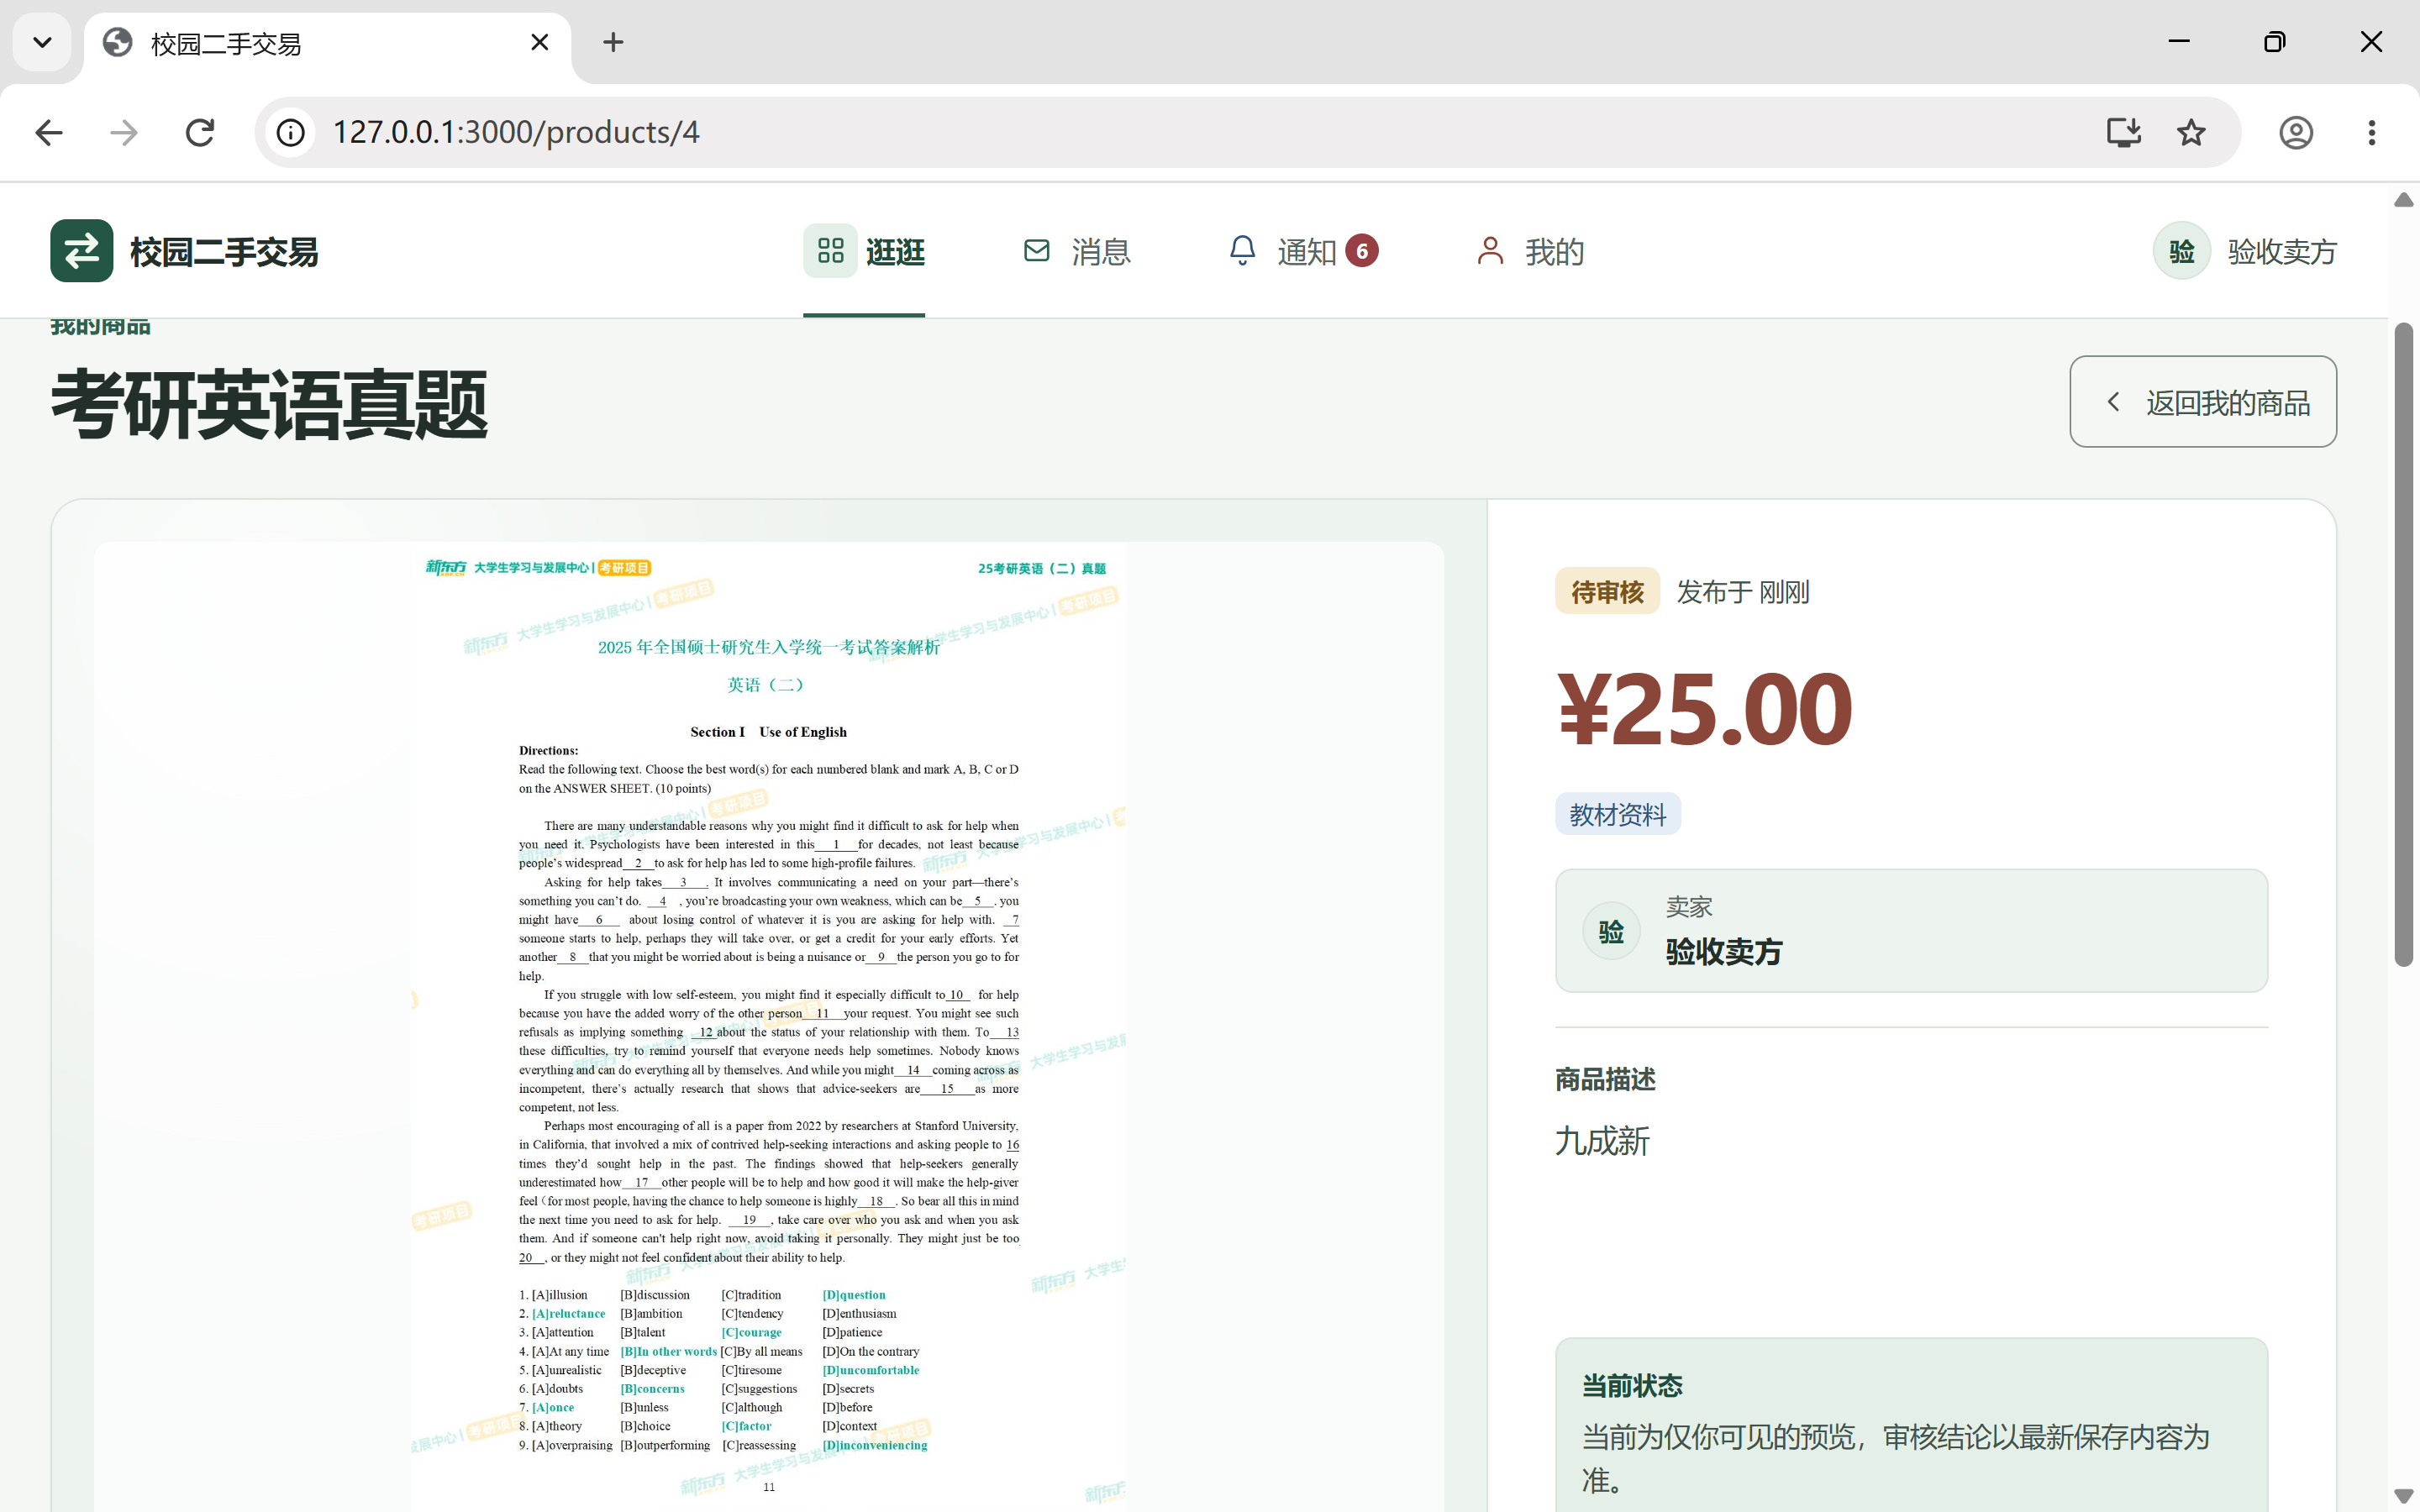 校园二手交易
127.0.0.1:3000/products/4
校园二手交易
逛逛
消息
通知 6
我的
验 验收卖方
我的商品
考研英语真题
返回我的商品
新东方 大学生学习与发展中心 | 考研项目
25考研英语（二）真题
2025 年全国硕士研究生入学统一考试答案解析
英语（二）
Section I Use of English
Directions:
Read the following text. Choose the best word(s) for each numbered blank and mark A, B, C or D
on the ANSWER SHEET. (10 points)
There are many understandable reasons why you might find it difficult to ask for help when
you need it. Psychologists have been interested in this 1 for decades, not least because
people's widespread 2 to ask for help has led to some high-profile failures.
Asking for help takes 3 . It involves communicating a need on your part—there's
something you can't do. 4 , you're broadcasting your own weakness, which can be 5 . you
might have 6 about losing control of whatever it is you are asking for help with. 7
someone starts to help, perhaps they will take over, or get a credit for your early efforts. Yet
another 8 that you might be worried about is being a nuisance or 9 the person you go to for
help.
If you struggle with low self-esteem, you might find it especially difficult to 10 for help
because you have the added worry of the other person 11 your request. You might see such
refusals as implying something 12 about the status of your relationship with them. To 13
these difficulties, try to remind yourself that everyone needs help sometimes. Nobody knows
everything and can do everything all by themselves. And while you might 14 coming across as
incompetent, there's actually research that shows that advice-seekers are 15 as more
competent, not less.
Perhaps most encouraging of all is a paper from 2022 by researchers at Stanford University,
in California, that involved a mix of contrived help-seeking interactions and asking people to 16
times they'd sought help in the past. The findings showed that help-seekers generally
underestimated how 17 other people will be to help and how good it will make the help-giver
feel（for most people, having the chance to help someone is highly 18 . So bear all this in mind
the next time you need to ask for help. 19 , take care over who you ask and when you ask
them. And if someone can't help right now, avoid taking it personally. They might just be too
20 , or they might not feel confident about their ability to help.
1. [A]illusion [B]discussion [C]tradition [D]question
2. [A]reluctance [B]ambition [C]tendency [D]enthusiasm
3. [A]attention [B]talent [C]courage [D]patience
4. [A]At any time [B]In other words [C]By all means [D]On the contrary
5. [A]unrealistic [B]deceptive [C]tiresome [D]uncomfortable
6. [A]doubts [B]concerns [C]suggestions [D]secrets
7. [A]once [B]unless [C]although [D]before
8. [A]theory [B]choice [C]factor [D]context
9. [A]overpraising [B]outperforming [C]reassessing [D]inconveniencing
11
待审核 发布于 刚刚
¥25.00
教材资料
验
卖家
验收卖方
商品描述
九成新
当前状态
当前为仅你可见的预览，审核结论以最新保存内容为
准。